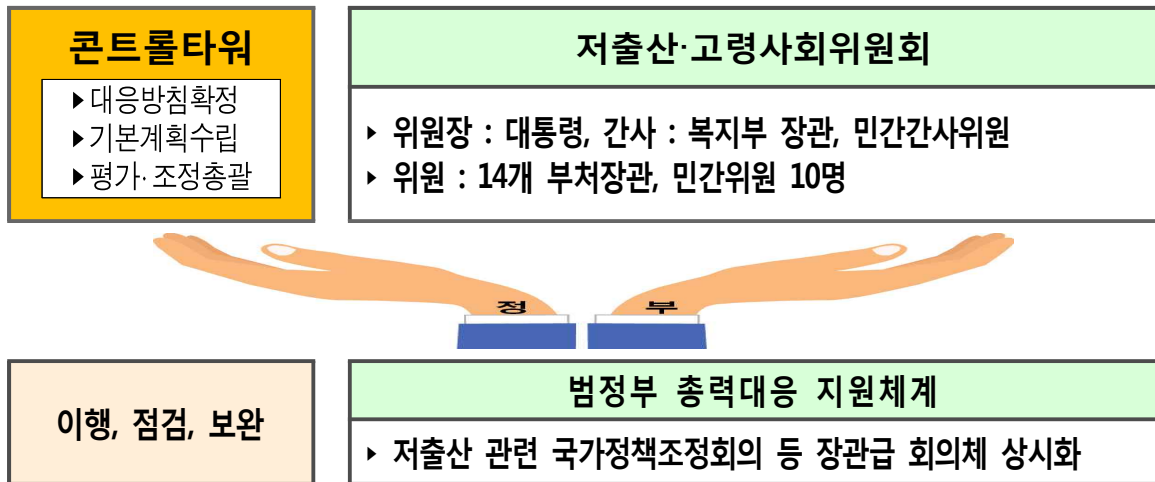 콘트롤타워
▶대응방침확정
▶기본계획수립
▶평가·조정총괄
저출산·고령사회위원회
▸ 위원장 : 대통령, 간사 : 복지부 장관, 민간간사위원
▸ 위원 : 14개 부처장관, 민간위원 10명
정 부
이행, 점검, 보완
범정부 총력대응 지원체계
▸ 저출산 관련 국가정책조정회의 등 장관급 회의체 상시화